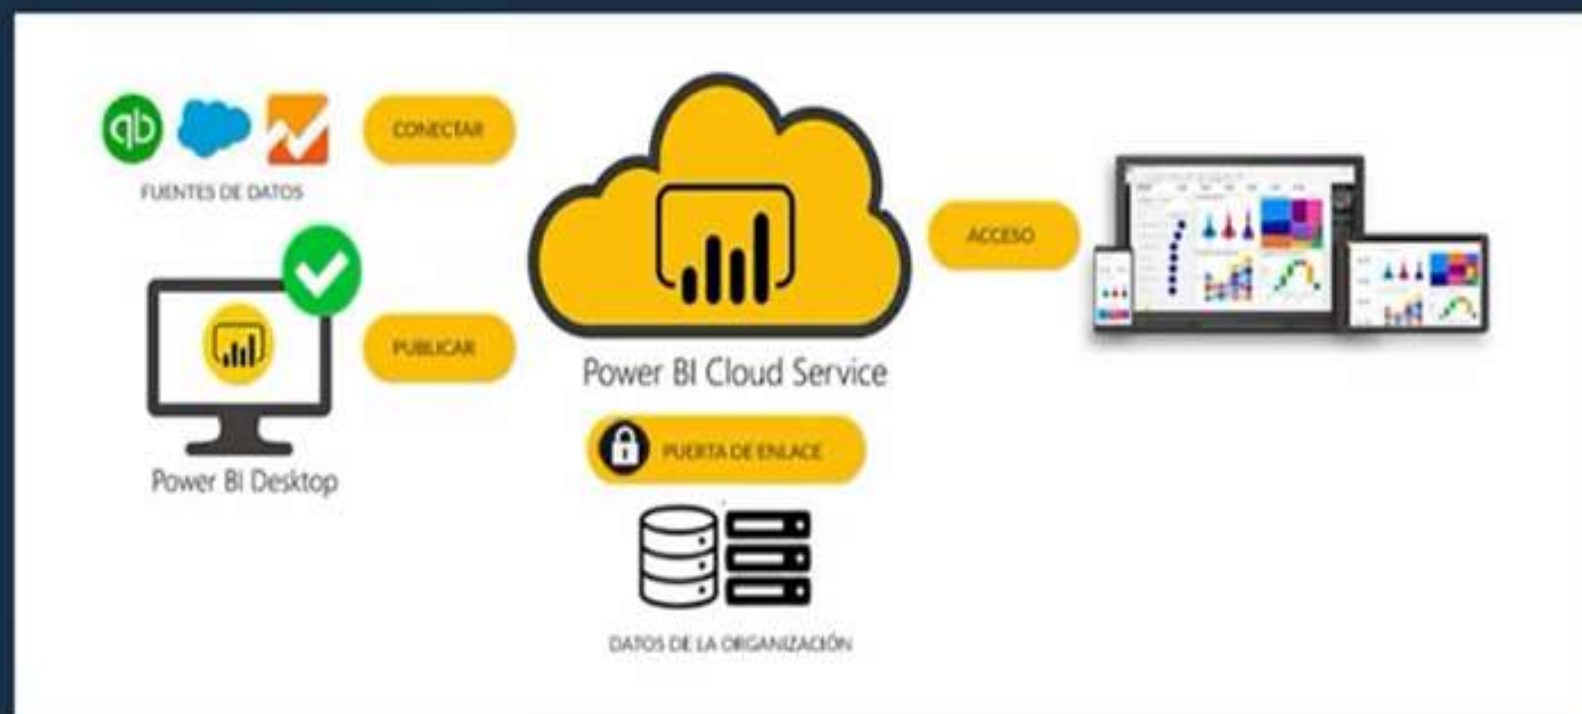 qb
CONECTAR
FUENTES DE DATOS
ACCESO
PUBLICAR
Power BI Cloud Service
Power BI Desktop
PUERTA DE ENLACE
DATOS DE LA ORGANIZACIÓN